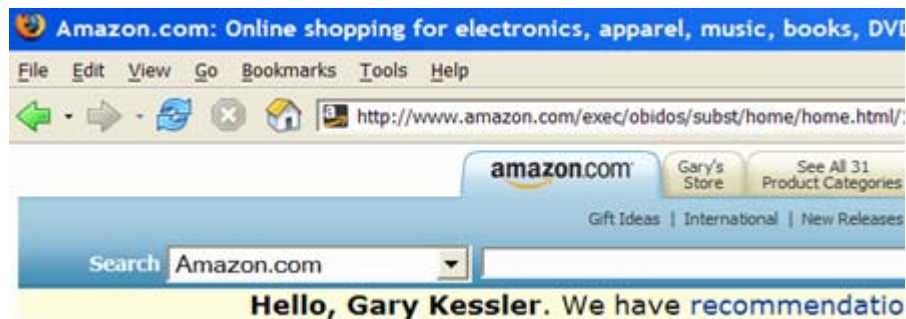 Amazon.com: Online shopping for electronics, apparel, music, books, DVD
File Edit View Go Bookmarks Tools Help
http://www.amazon.com/exec/obidos/subst/home/home.html/
amazon.com Gary's Store See All 31 Product Categories
Gift Ideas | International | New Releases
Search Amazon.com
Hello, Gary Kessler. We have recommendatio